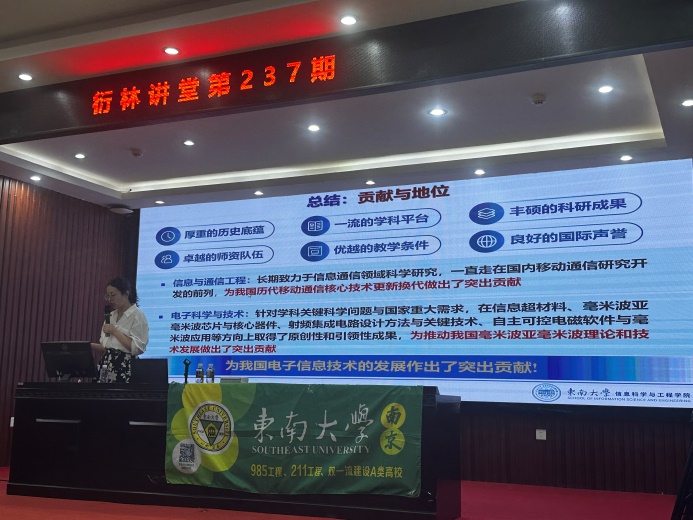 衍林讲堂第237期
总结：贡献与地位
厚重的历史底蕴
一流的学科平台
丰硕的科研成果
卓越的师资队伍
优越的教学条件
良好的国际声誉
信息与通信工程：长期致力于信息通信领域科学研究，一直走在国内移动通信研究开
发的前列，为我国历代移动通信核心技术更新换代做出了突出贡献
电子科学与技术：针对学科关键科学问题与国家重大需求，在信息超材料、毫米波亚
毫米波芯片与核心器件、射频集成电路设计方法与关键技术、自主可控电磁软件与毫
米波应用等方向上取得了原创性和引领性成果，为推动我国毫米波亚毫米波理论和技
术发展做出了突出贡献
为我国电子信息技术的发展作出了突出贡献!
東南大學 信息科学与工程学院
SCHOOL OF INFORMATION SCIENCE AND ENGINEERING
東南大學
南京
SOUTHEAST UNIVERSITY
985工程、211工程、双一流建设A类高校